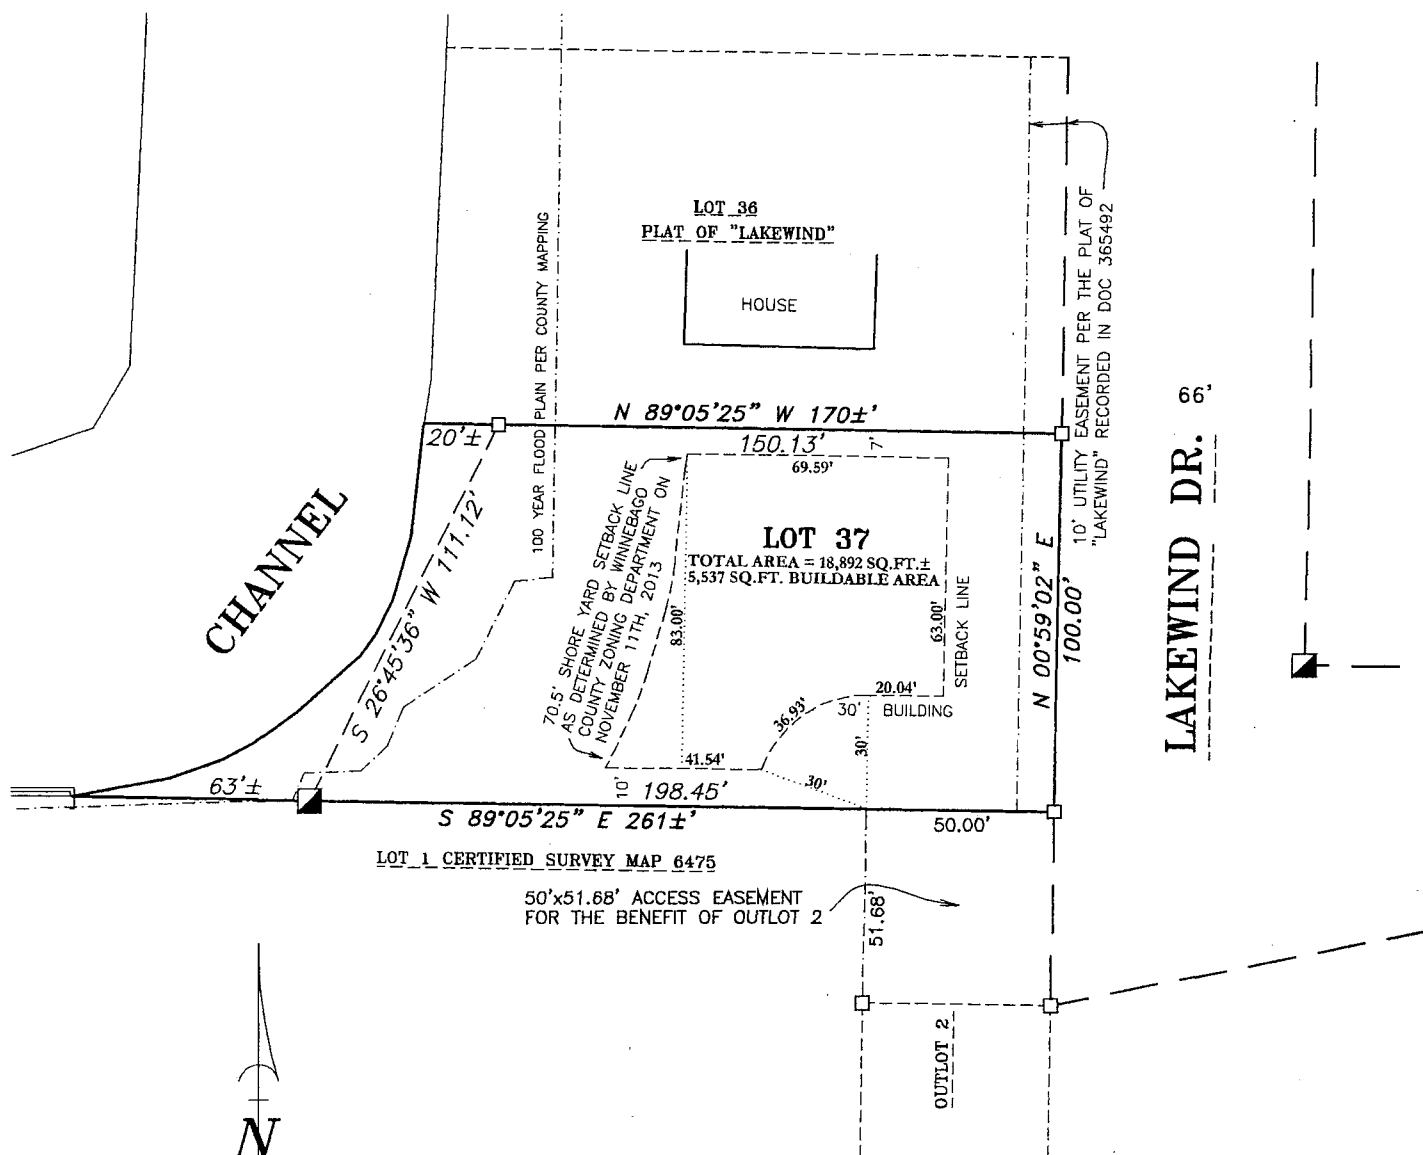 LOT 36
PLAT OF "LAKEWIND"
HOUSE
100 YEAR FLOOD PLAIN PER COUNTY MAPPING
10' UTILITY EASEMENT PER THE PLAT OF
"LAKEWIND" RECORDED IN DOC 365492
66'
LAKEWIND DR.
N 89°05'25" W 170±'
20'±
150.13'
7'
69.59'
CHANNEL
S 26°45'36" W 111.12'
70.5' SHORE YARD SETBACK LINE
AS DETERMINED BY WINNEBAGO
COUNTY ZONING DEPARTMENT ON
NOVEMBER 11TH, 2013
LOT 37
TOTAL AREA = 18,892 SQ.FT.±
5,537 SQ.FT. BUILDABLE AREA
83.00'
63.00'
SETBACK LINE
N 00°59'02" E
100.00'
20.04'
36.93'
30'
BUILDING
30'
41.54'
30'
10'
63'±
198.45'
S 89°05'25" E 261±'
50.00'
LOT 1 CERTIFIED SURVEY MAP 6475
50'x51.68' ACCESS EASEMENT
FOR THE BENEFIT OF OUTLOT 2
51.68'
OUTLOT 2
N